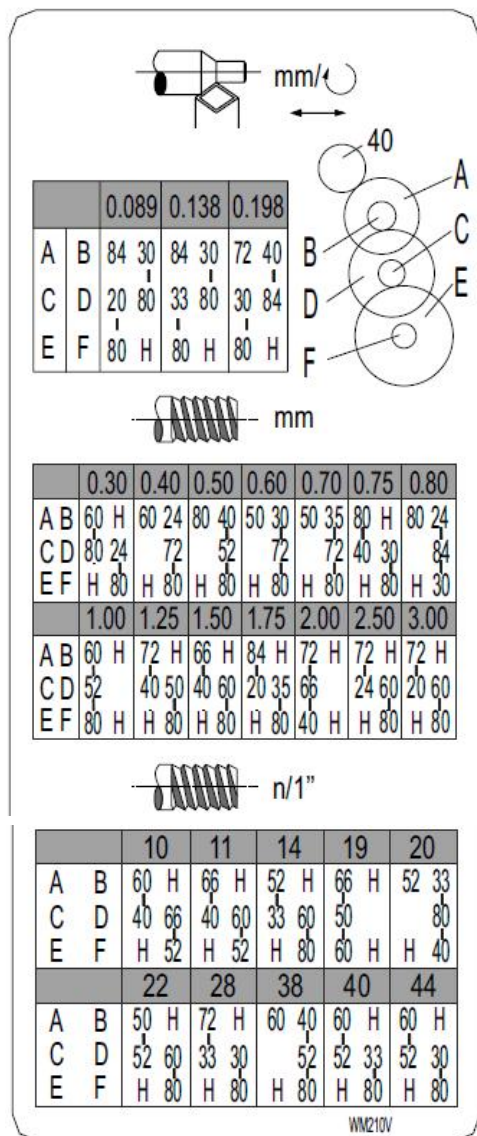 mm/
40
A
B
C
D
E
F
0.089 0.138 0.198
A B 84 30 84 30 72 40
C D 20 80 33 80 30 84
E F 80 H 80 H 80 H
mm
0.30 0.40 0.50 0.60 0.70 0.75 0.80
A B 60 H 60 24 80 40 50 30 50 35 80 H 80 24
C D 80 24 72 52 72 72 40 30 84
E F H 80 H 80 H 80 H 80 H 80 H 80 H 30
1.00 1.25 1.50 1.75 2.00 2.50 3.00
A B 60 H 72 H 66 H 84 H 72 H 72 H 72 H
C D 52 40 50 40 60 20 35 66 24 60 20 60
E F 80 H H 80 H 80 H 80 40 H H 80 H 80
n/1”
10 11 14 19 20
A B 60 H 66 H 52 H 66 H 52 33
C D 40 66 40 60 33 60 50 80
E F H 52 H 52 H 80 60 H H 40
22 28 38 40 44
A B 50 H 72 H 60 40 60 H 60 H
C D 52 60 33 30 52 52 33 52 30
E F H 80 H 80 H 80 H 80 H 80
WM210V